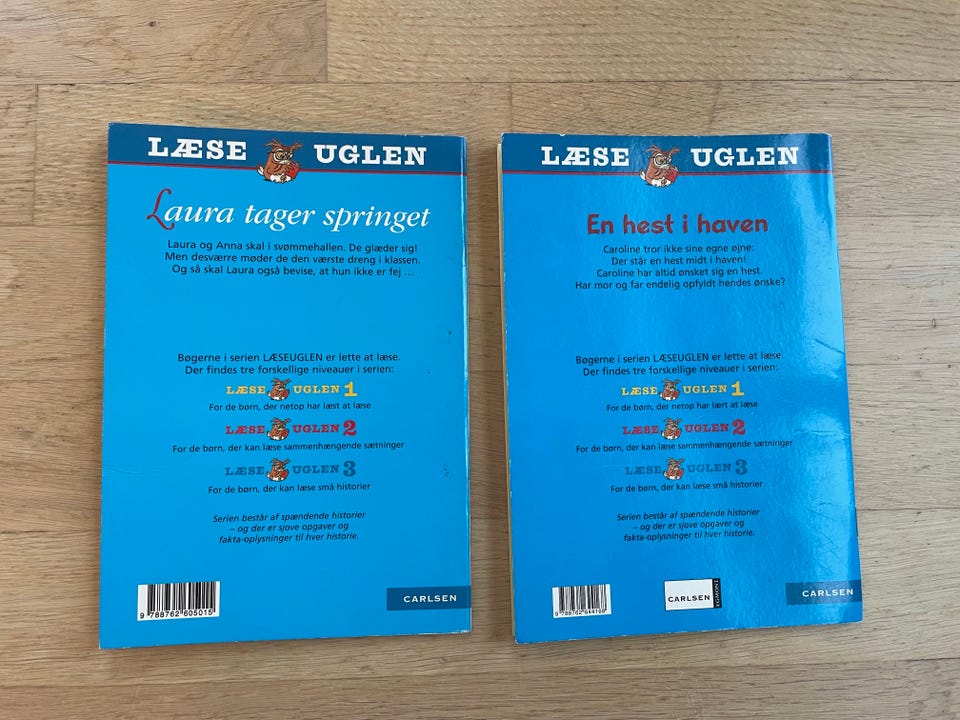 LÆSE UGLEN
Laura tager springet
Laura og Anna skal i svømmehallen. De glæder sig!
Men desværre møder de den værste dreng i klassen.
Og så skal Laura også bevise, at hun ikke er fej ...
Bøgerne i serien LÆSEUGLEN er lette at læse.
Der findes tre forskellige niveauer i serien:
LÆSE UGLEN 1
For de børn, der netop har læst at læse
LÆSE UGLEN 2
For de børn, der kan læse sammenhængende sætninger
LÆSE UGLEN 3
For de børn, der kan læse små historier
Serien består af spændende historier
– og der er sjove opgaver og
fakta-oplysninger til hver historie.
9 788762 605015
CARLSEN
LÆSE UGLEN
En hest i haven
Caroline tror ikke sine egne øjne:
Der står en hest midt i haven!
Caroline har altid ønsket sig en hest.
Har mor og far endelig opfyldt hendes ønske?
Bøgerne i serien LÆSEUGLEN er lette at læse.
Der findes tre forskellige niveauer i serien:
LÆSE UGLEN 1
For de børn, der netop har lært at læse
LÆSE UGLEN 2
For de børn, der kan læse sammenhængende sætninger
LÆSE UGLEN 3
For de børn, der kan læse små historier
Serien består af spændende historier
– og der er sjove opgaver og
fakta-oplysninger til hver historie.
CARLSEN
EGMONT
CARLSEN